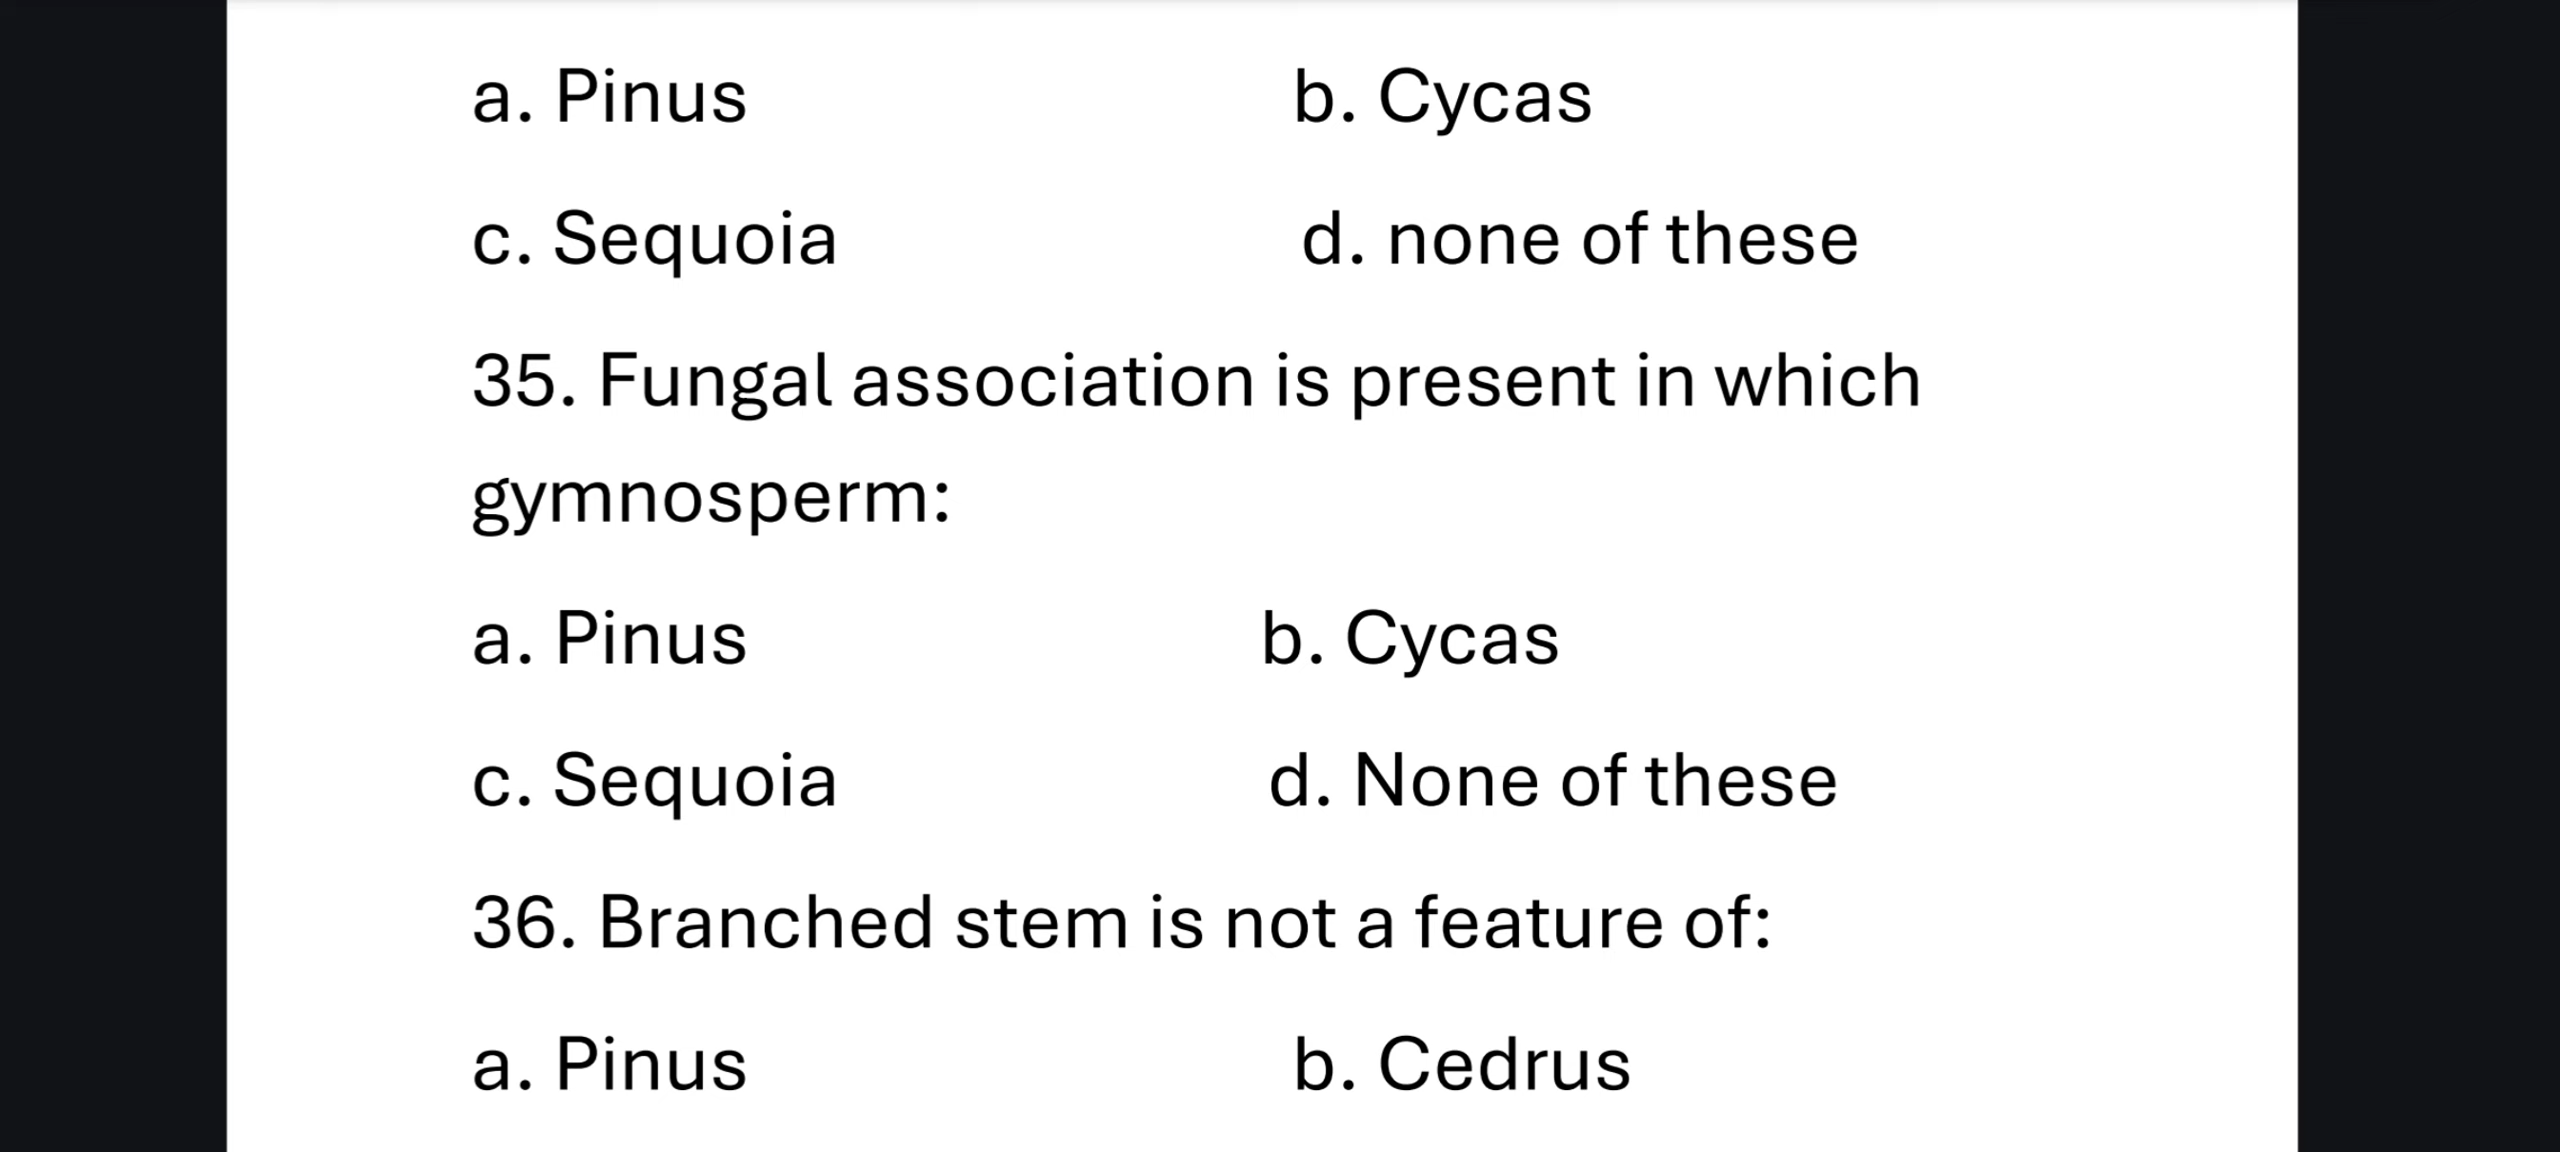 a. Pinus b. Cycas
c. Sequoia d. none of these
35. Fungal association is present in which
gymnosperm:
a. Pinus b. Cycas
c. Sequoia d. None of these
36. Branched stem is not a feature of:
a. Pinus b. Cedrus